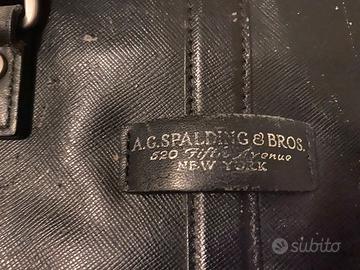 A.G. SPALDING & BROS.
520 Fifth Avenue
NEW YORK
subito